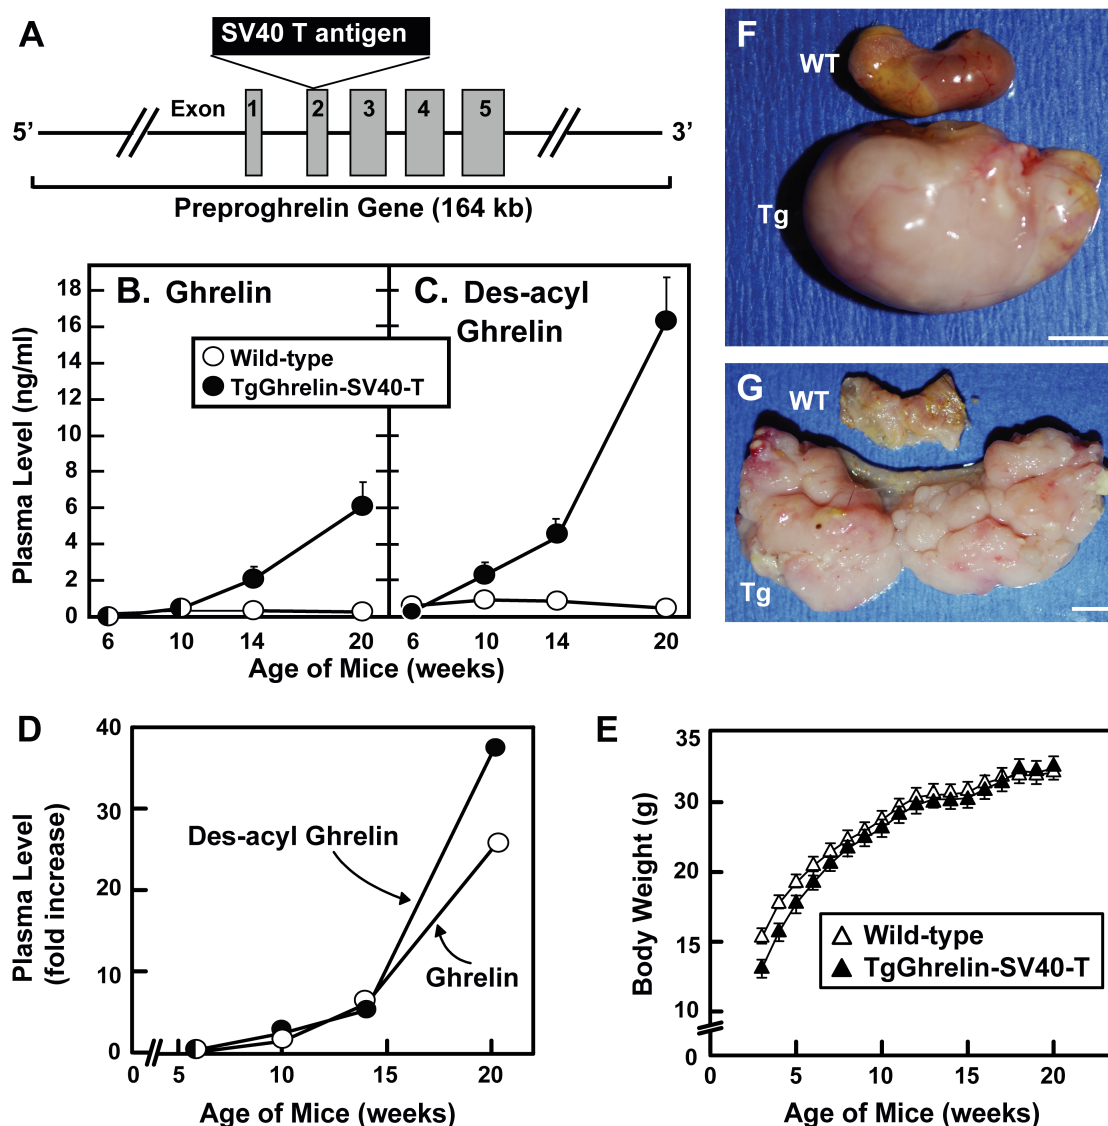 A
SV40 T antigen
Exon 1 2 3 4 5
5’ 3’
Preproghrelin Gene (164 kb)
B. Ghrelin
C. Des-acyl
Ghrelin
Wild-type
TgGhrelin-SV40-T
Plasma Level (ng/ml)
18
16
14
12
10
8
6
4
2
0
6 10 14 20 6 10 14 20
Age of Mice (weeks)
D
Plasma Level
(fold increase)
40
30
20
10
0
Des-acyl Ghrelin
Ghrelin
0 5 10 15 20
Age of Mice (weeks)
E
Body Weight (g)
35
30
20
15
10
0
Wild-type
TgGhrelin-SV40-T
0 5 10 15 20
Age of Mice (weeks)
F
WT
Tg
G
WT
Tg